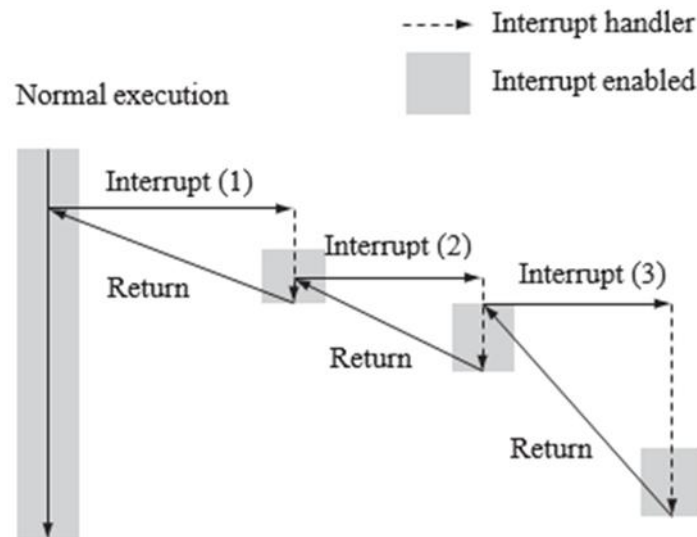 Interrupt handler
Interrupt enabled
Normal execution
Interrupt (1)
Interrupt (2)
Interrupt (3)
Return
Return
Return